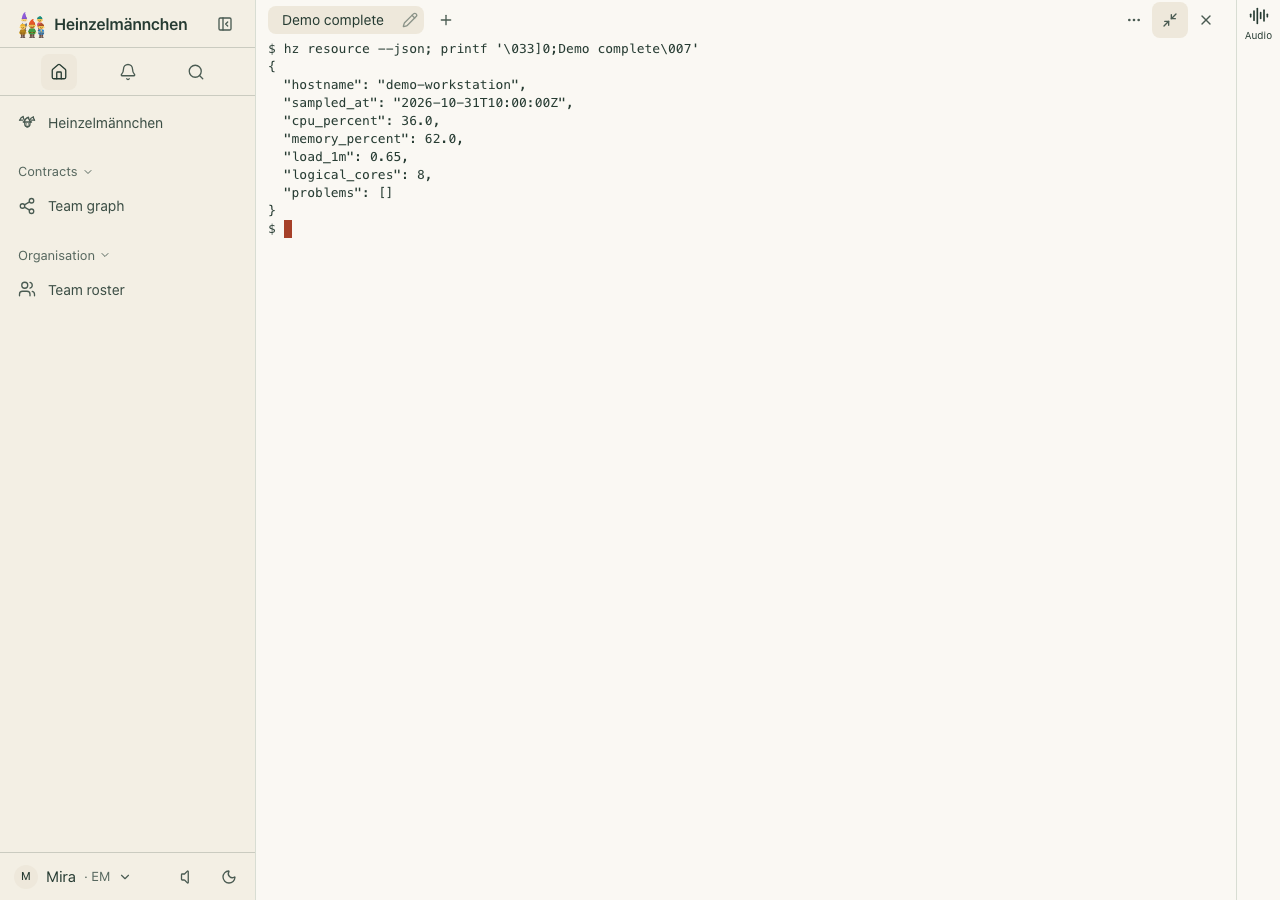 Heinzelmännchen
Heinzelmännchen
Contracts
Team graph
Organisation
Team roster
M
Mira · EM
Demo complete
$ hz resource --json; printf '\033]0;Demo complete\007'
{
  "hostname": "demo-workstation",
  "sampled_at": "2026-10-31T10:00:00Z",
  "cpu_percent": 36.0,
  "memory_percent": 62.0,
  "load_1m": 0.65,
  "logical_cores": 8,
  "problems": []
}
$
Audio